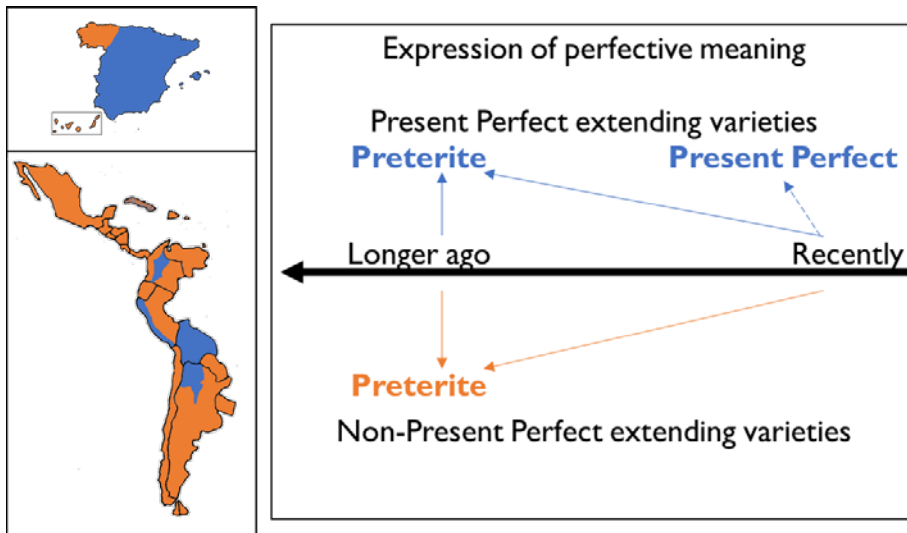 Expression of perfective meaning
Present Perfect extending varieties
Preterite Present Perfect
Longer ago Recently
Preterite
Non-Present Perfect extending varieties